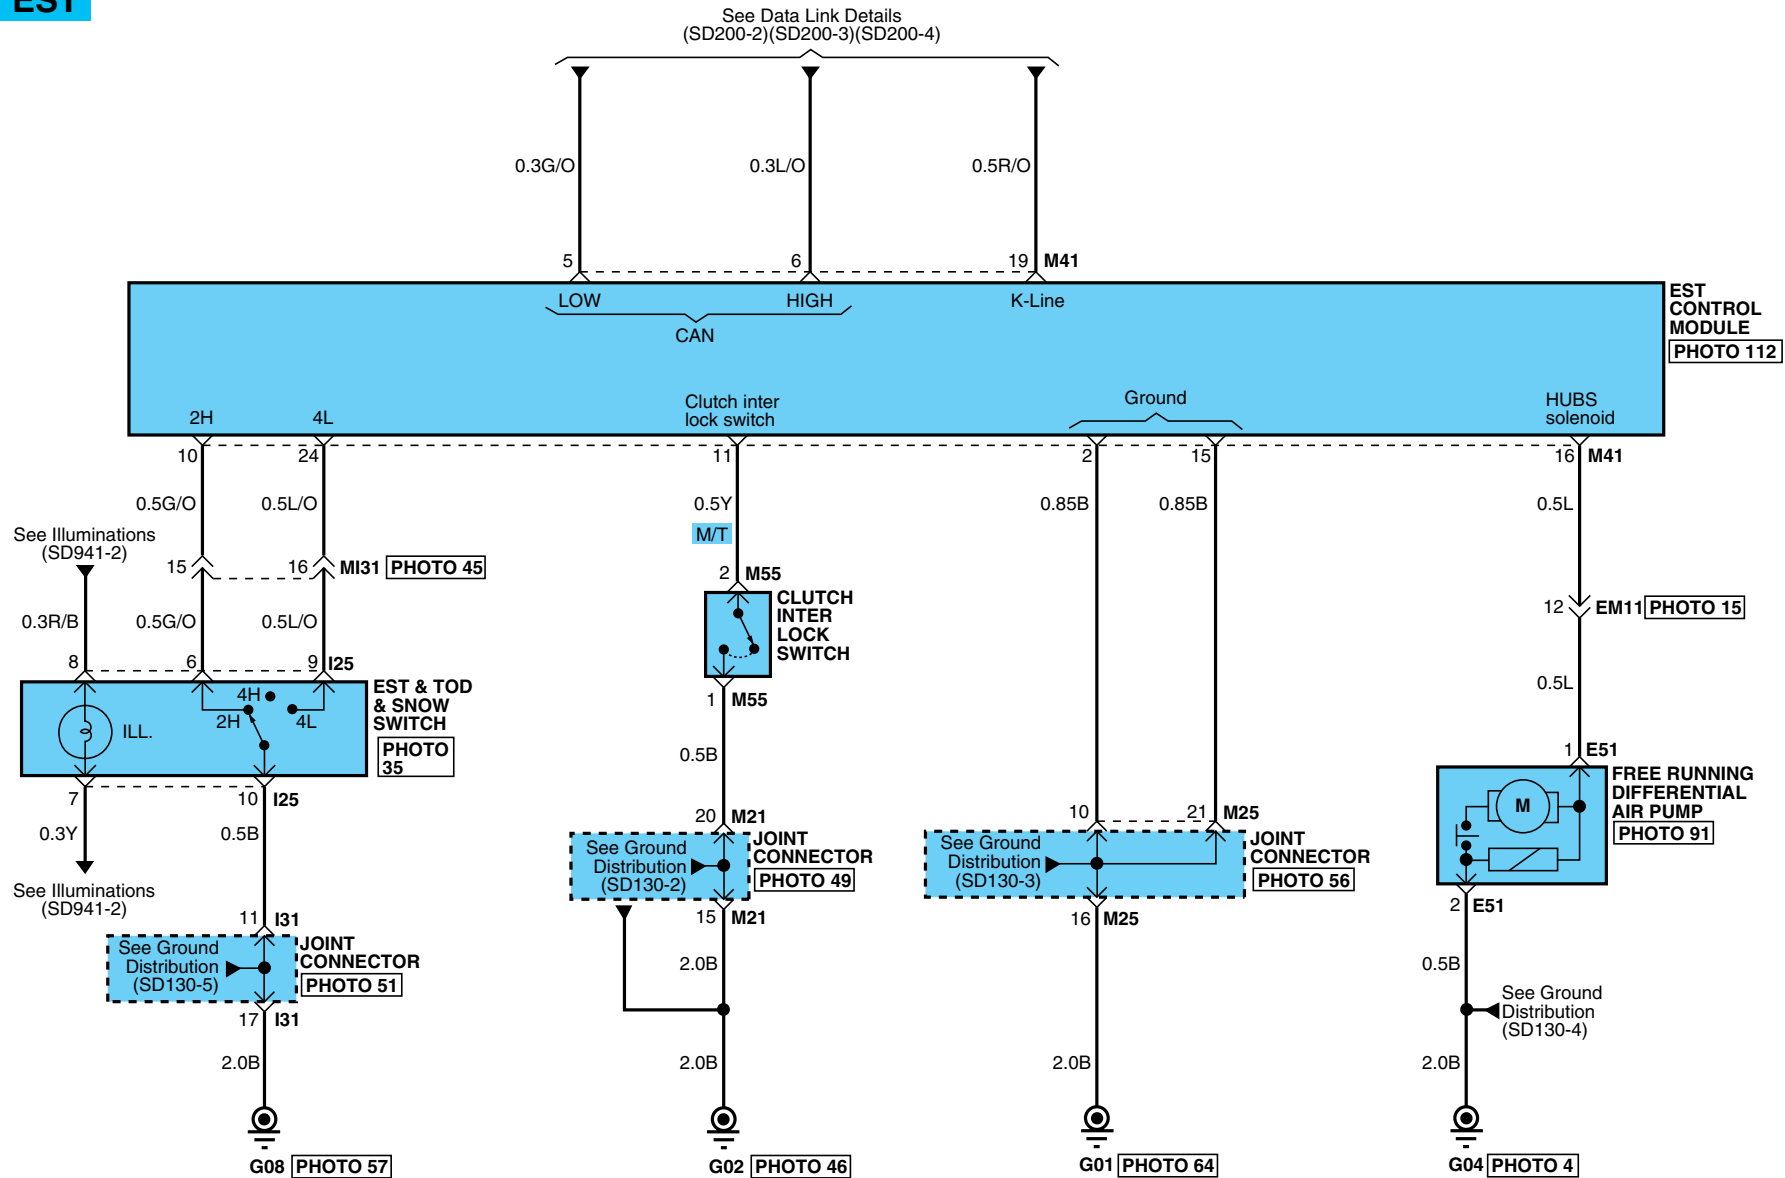 EST
See Data Link Details
(SD200-2)(SD200-3)(SD200-4)
0.3G/O
0.3L/O
0.5R/O
5
6
19 M41
LOW
HIGH
K-Line
CAN
EST
CONTROL
MODULE
PHOTO 112
2H
4L
Clutch inter
lock switch
Ground
HUBS
solenoid
10
24
11
2
15
16 M41
0.5G/O
0.5L/O
0.5Y
M/T
0.85B
0.85B
0.5L
See Illuminations
(SD941-2)
15
16 MI31 PHOTO 45
0.3R/B
0.5G/O
0.5L/O
2 M55
CLUTCH
INTER
LOCK
SWITCH
12 EM11 PHOTO 15
8
6
9 I25
4H
2H
4L
ILL.
EST & TOD
& SNOW
SWITCH
PHOTO
35
1 M55
0.5L
7
10 I25
0.3Y
0.5B
0.5B
1 E51
M
FREE RUNNING
DIFFERENTIAL
AIR PUMP
PHOTO 91
See Illuminations
(SD941-2)
20 M21
See Ground
Distribution
(SD130-2)
JOINT
CONNECTOR
PHOTO 49
10
21 M25
See Ground
Distribution
(SD130-3)
JOINT
CONNECTOR
PHOTO 56
11 I31
See Ground
Distribution
(SD130-5)
JOINT
CONNECTOR
PHOTO 51
15 M21
16 M25
2 E51
17 I31
2.0B
0.5B
See Ground
Distribution
(SD130-4)
2.0B
2.0B
2.0B
2.0B
G08 PHOTO 57
G02 PHOTO 46
G01 PHOTO 64
G04 PHOTO 4